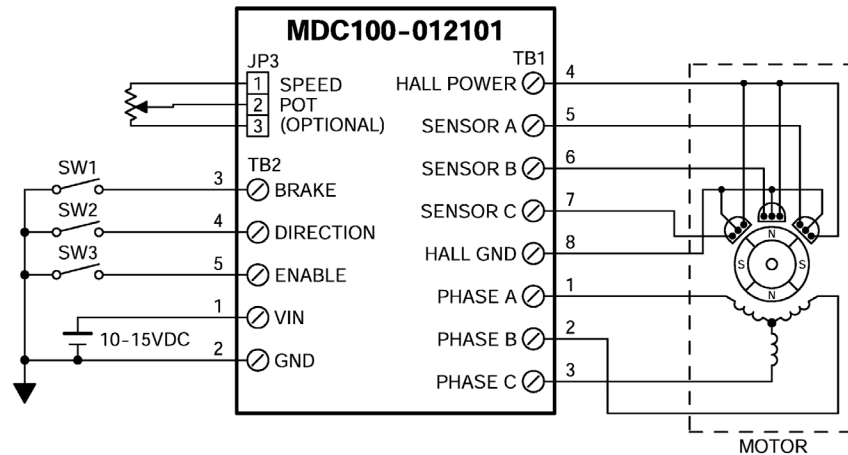 MDC100-012101
JP3
1 SPEED
2 POT
3 (OPTIONAL)
TB2
SW1
3 BRAKE
SW2
4 DIRECTION
SW3
5 ENABLE
1 VIN
10-15VDC
2 GND
TB1
HALL POWER 4
SENSOR A 5
SENSOR B 6
SENSOR C 7
HALL GND 8
PHASE A 1
PHASE B 2
PHASE C 3
N
S S
N
MOTOR